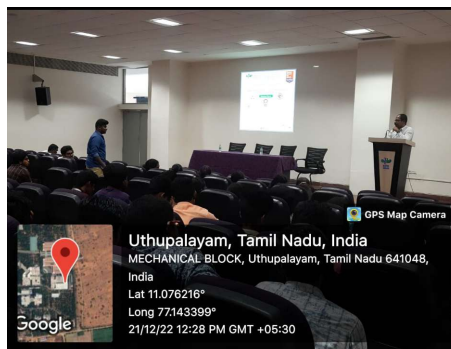 GPS Map Camera
Uthupalayam, Tamil Nadu, India
MECHANICAL BLOCK, Uthupalayam, Tamil Nadu 641048,
India
Lat 11.076216°
Long 77.143399°
21/12/22 12:28 PM GMT +05:30
Google